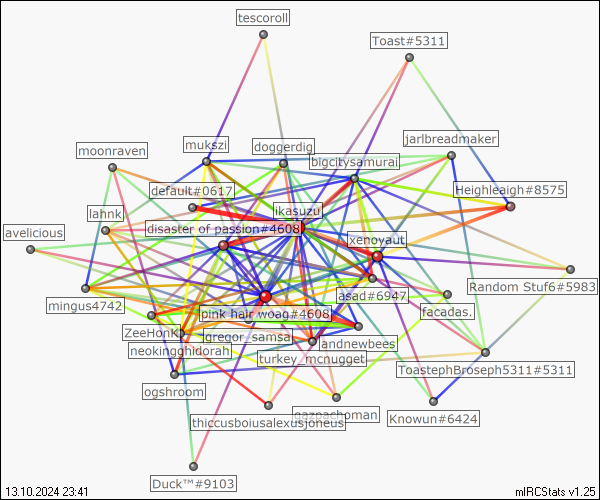 tescoroll
Toast#5311
mukszi
doggerdig
jarlbreadmaker
moonraven
bigcitysamurai
default#0617
Heighleaigh#8575
lahnk
ikasuzu
avelicious
disaster of passion#4608
xenoyaut
mingus4742
asad#6947
Random Stuf6#5983
pink hair woag#4608
facadas.
ZeeHonK
gregor_samsa
landnewbees
neokingghidorah
turkey_mcnugget
ToastephBroseph5311#5311
ogshroom
gazpachoman
thiccusboiusalexusjoneus
Knowun#6424
Duck™#9103
13.10.2024 23:41
mIRCStats v1.25